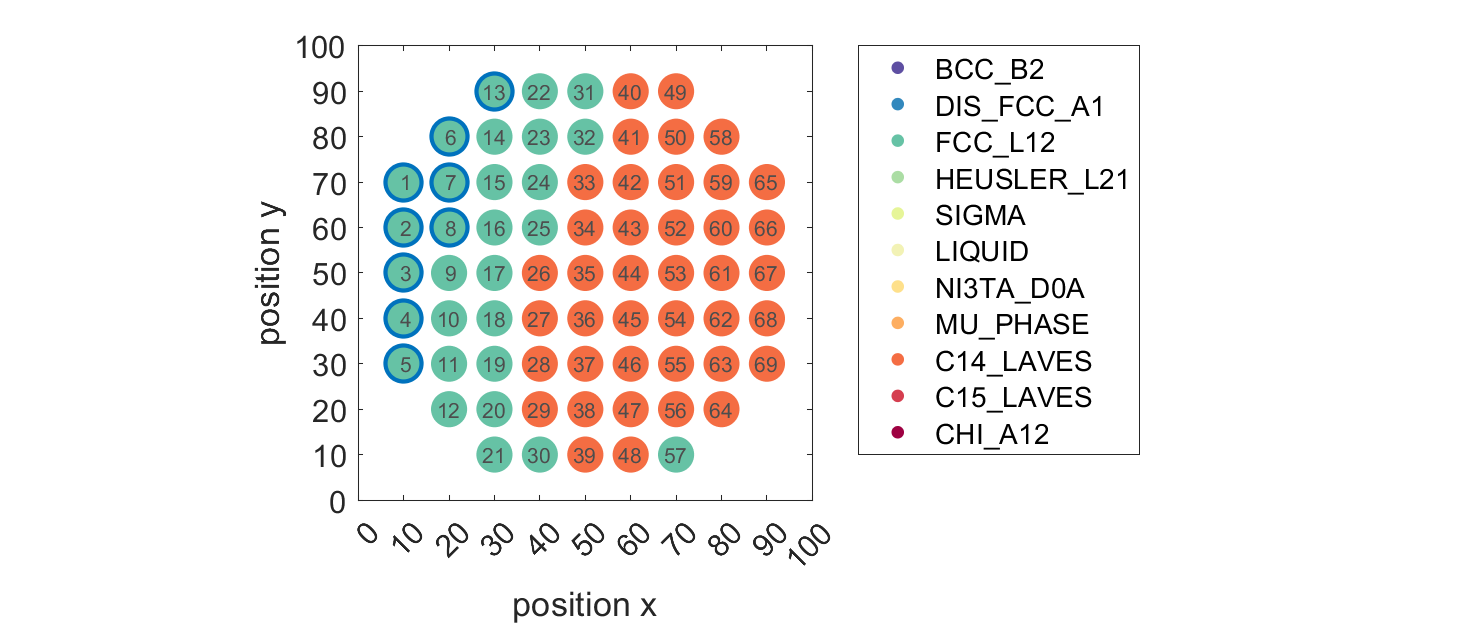 100
90 13 22 31 40 49
80 6 14 23 32 41 50 58
70 1 7 15 24 33 42 51 59 65
60 2 8 16 25 34 43 52 60 66
50 3 9 17 26 35 44 53 61 67
40 4 10 18 27 36 45 54 62 68
30 5 11 19 28 37 46 55 63 69
20 12 20 29 38 47 56 64
10 21 30 39 48 57
0
0 10 20 30 40 50 60 70 80 90 100
position x
position y
BCC_B2
DIS_FCC_A1
FCC_L12
HEUSLER_L21
SIGMA
LIQUID
NI3TA_D0A
MU_PHASE
C14_LAVES
C15_LAVES
CHI_A12